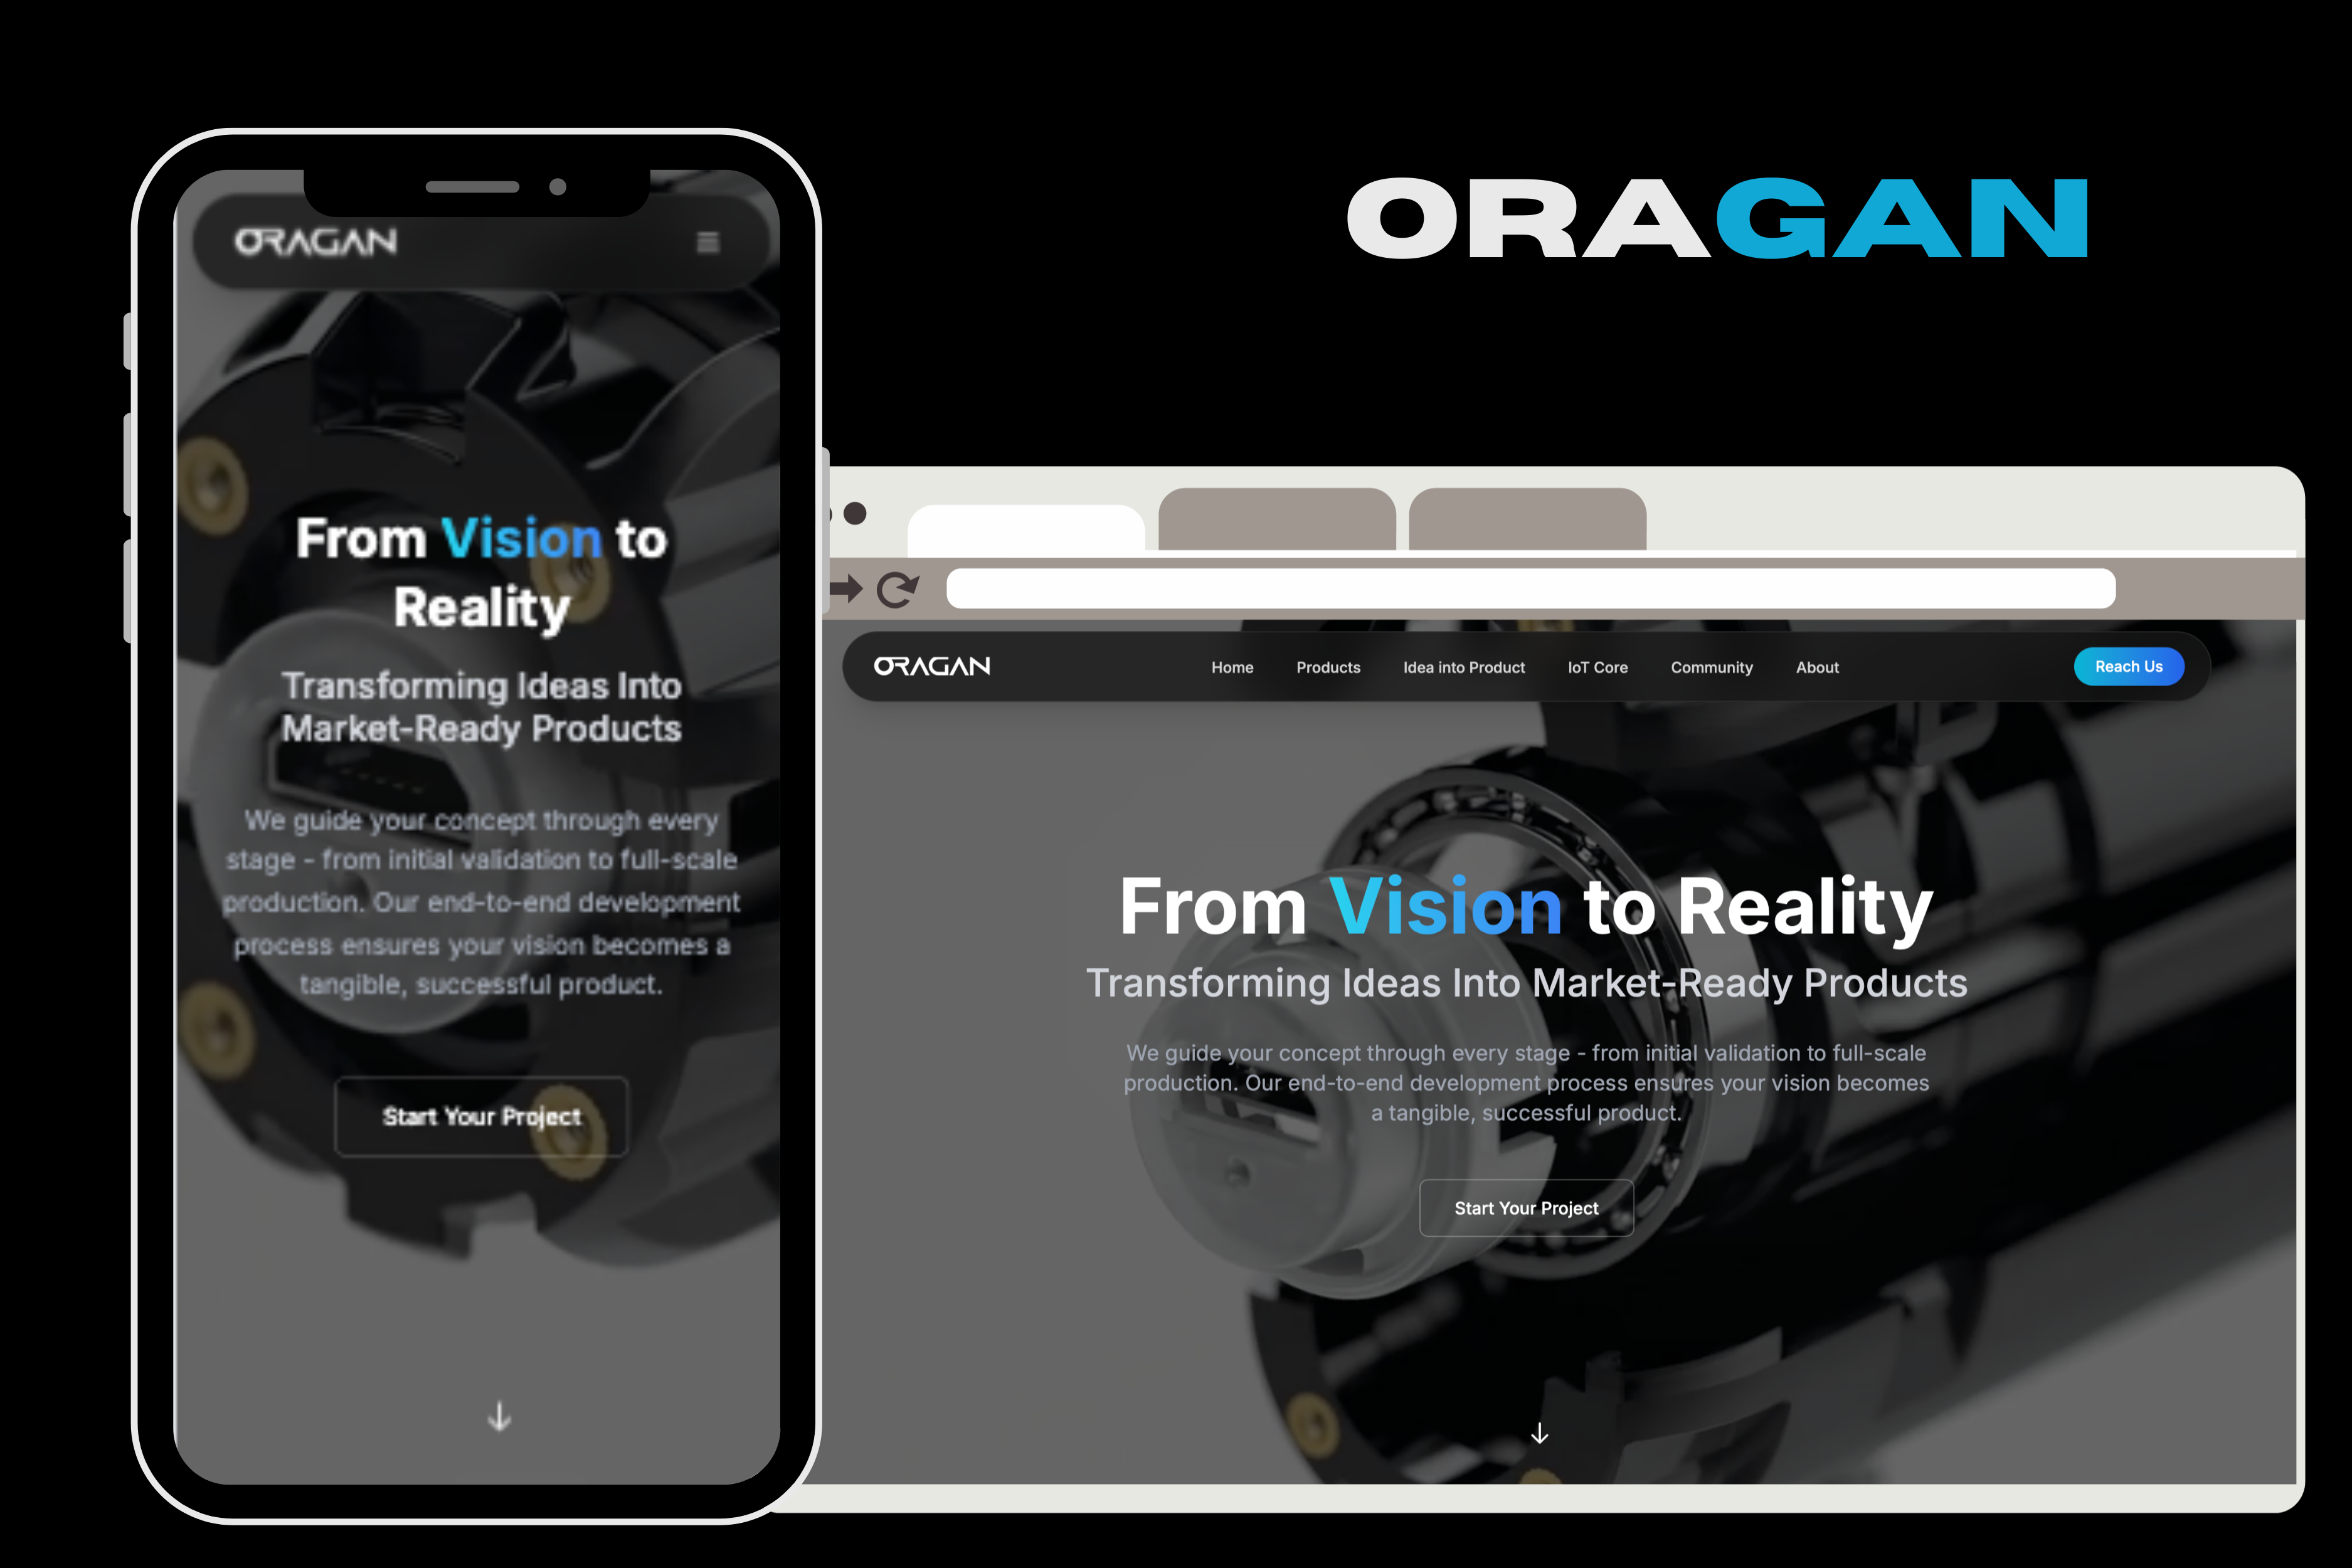 ORAGAN
ORAGAN
From Vision to
Reality
Transforming Ideas Into
Market-Ready Products
We guide your concept through every
stage - from initial validation to full-scale
production. Our end-to-end development
process ensures your vision becomes a
tangible, successful product.
Start Your Project
ORAGAN Home Products Idea into Product IoT Core Community About Reach Us
From Vision to Reality
Transforming Ideas Into Market-Ready Products
We guide your concept through every stage - from initial validation to full-scale
production. Our end-to-end development process ensures your vision becomes
a tangible, successful product.
Start Your Project